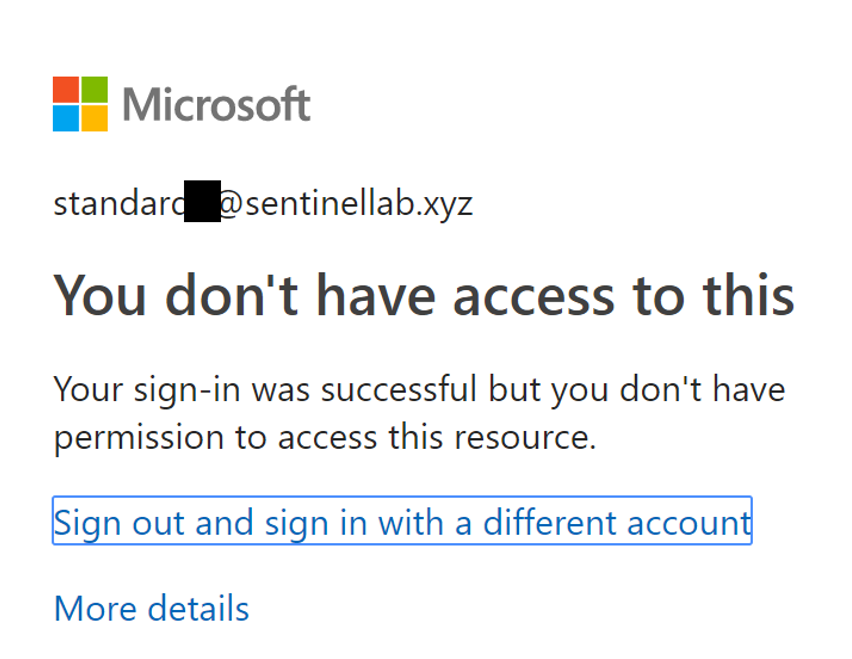 Microsoft
standard@sentinellab.xyz
You don't have access to this
Your sign-in was successful but you don't have
permission to access this resource.
Sign out and sign in with a different account
More details